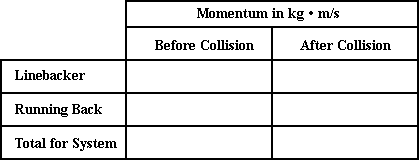 Momentum in kg • m/s
Before Collision After Collision
Linebacker
Running Back
Total for System